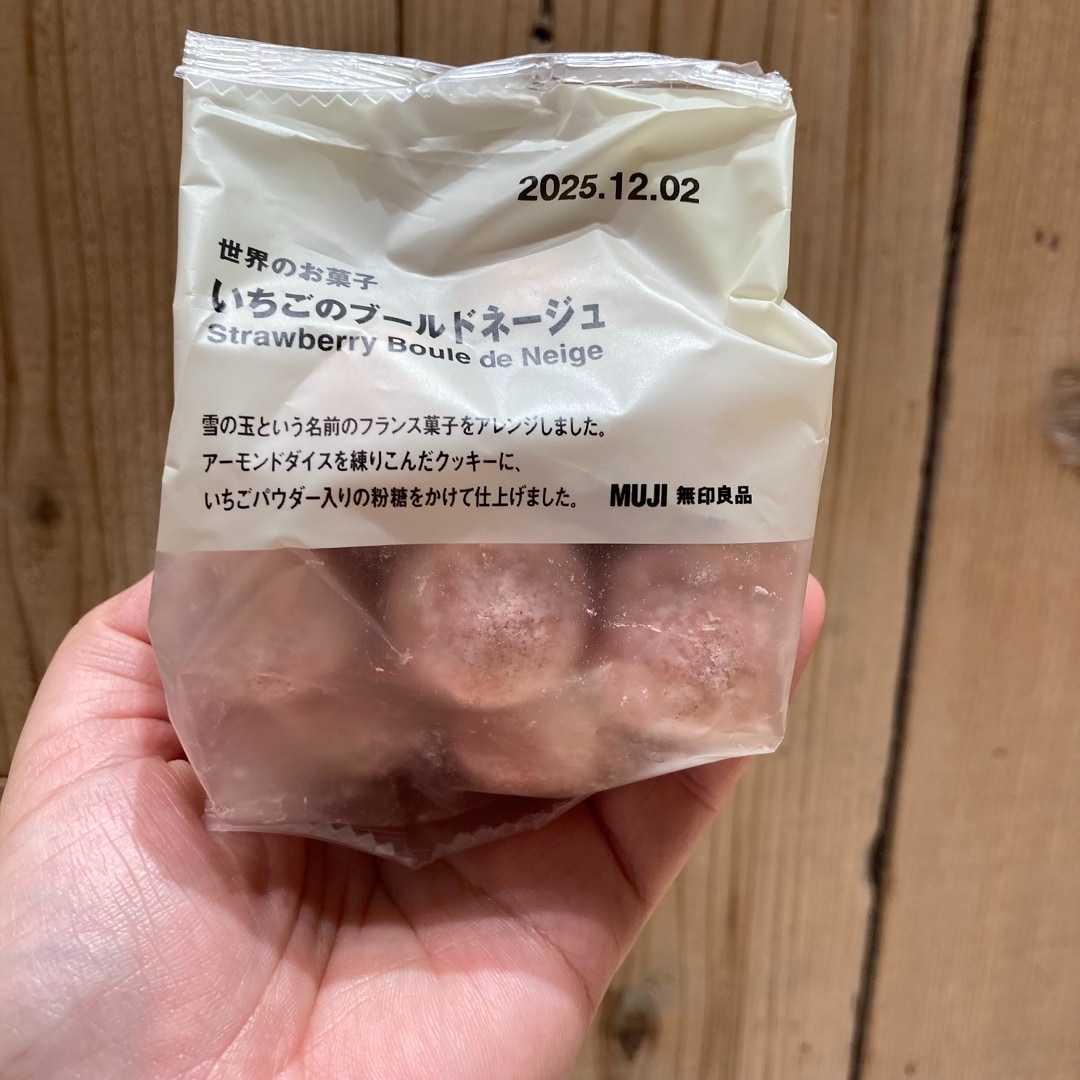 2025.12.02
世界のお菓子
いちごのブールドネージュ
Strawberry Boule de Neige
雪の玉という名前のフランス菓子をアレンジしました。
アーモンドダイスを練りこんだクッキーに、
いちごパウダー入りの粉糖をかけて仕上げました。 MUJI 無印良品